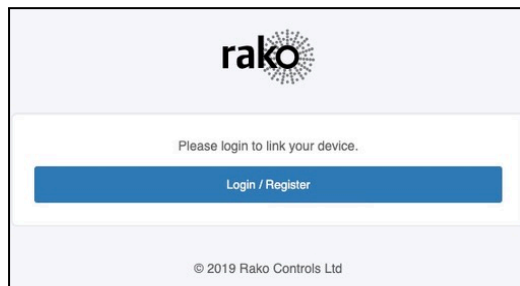 rako
Please login to link your device.
Login / Register
© 2019 Rako Controls Ltd